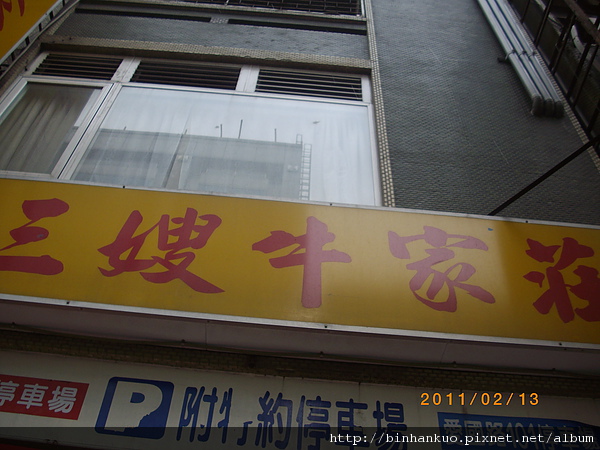 三嫂牛家莊
停車場 P 附特約停車場
2011/02/13
http://binhankuo.pixnet.net/album